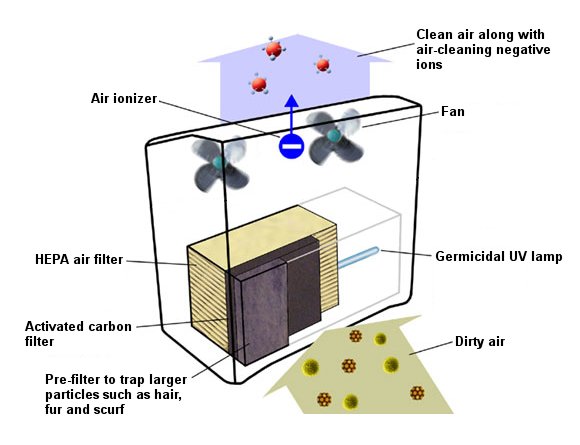 Clean air along with
air-cleaning negative
ions
Air ionizer
Fan
HEPA air filter
Germicidal UV lamp
Activated carbon
filter
Dirty air
Pre-filter to trap larger
particles such as hair,
fur and scurf